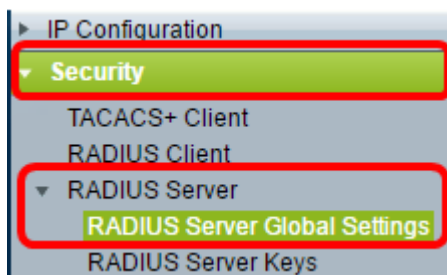 IP Configuration
Security
TACACS+ Client
RADIUS Client
RADIUS Server
RADIUS Server Global Settings
RADIUS Server Keys